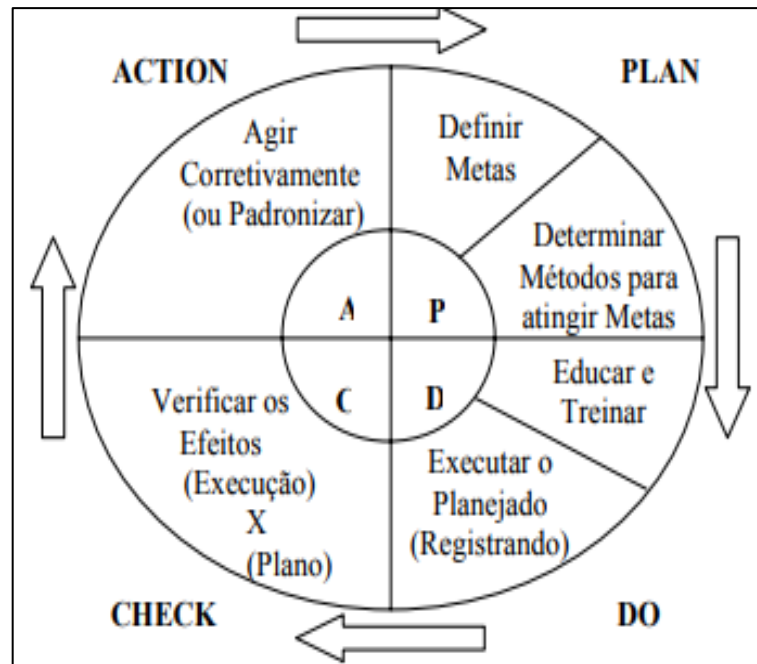 ACTION
PLAN
Agir
Corretivamente
(ou Padronizar)
Definir
Metas
Determinar
Métodos para
atingir Metas
A
P
C
D
Educar e
Treinar
Executar o
Planejado
(Registrando)
Verificar os
Efeitos
(Execução)
X
(Plano)
CHECK
DO